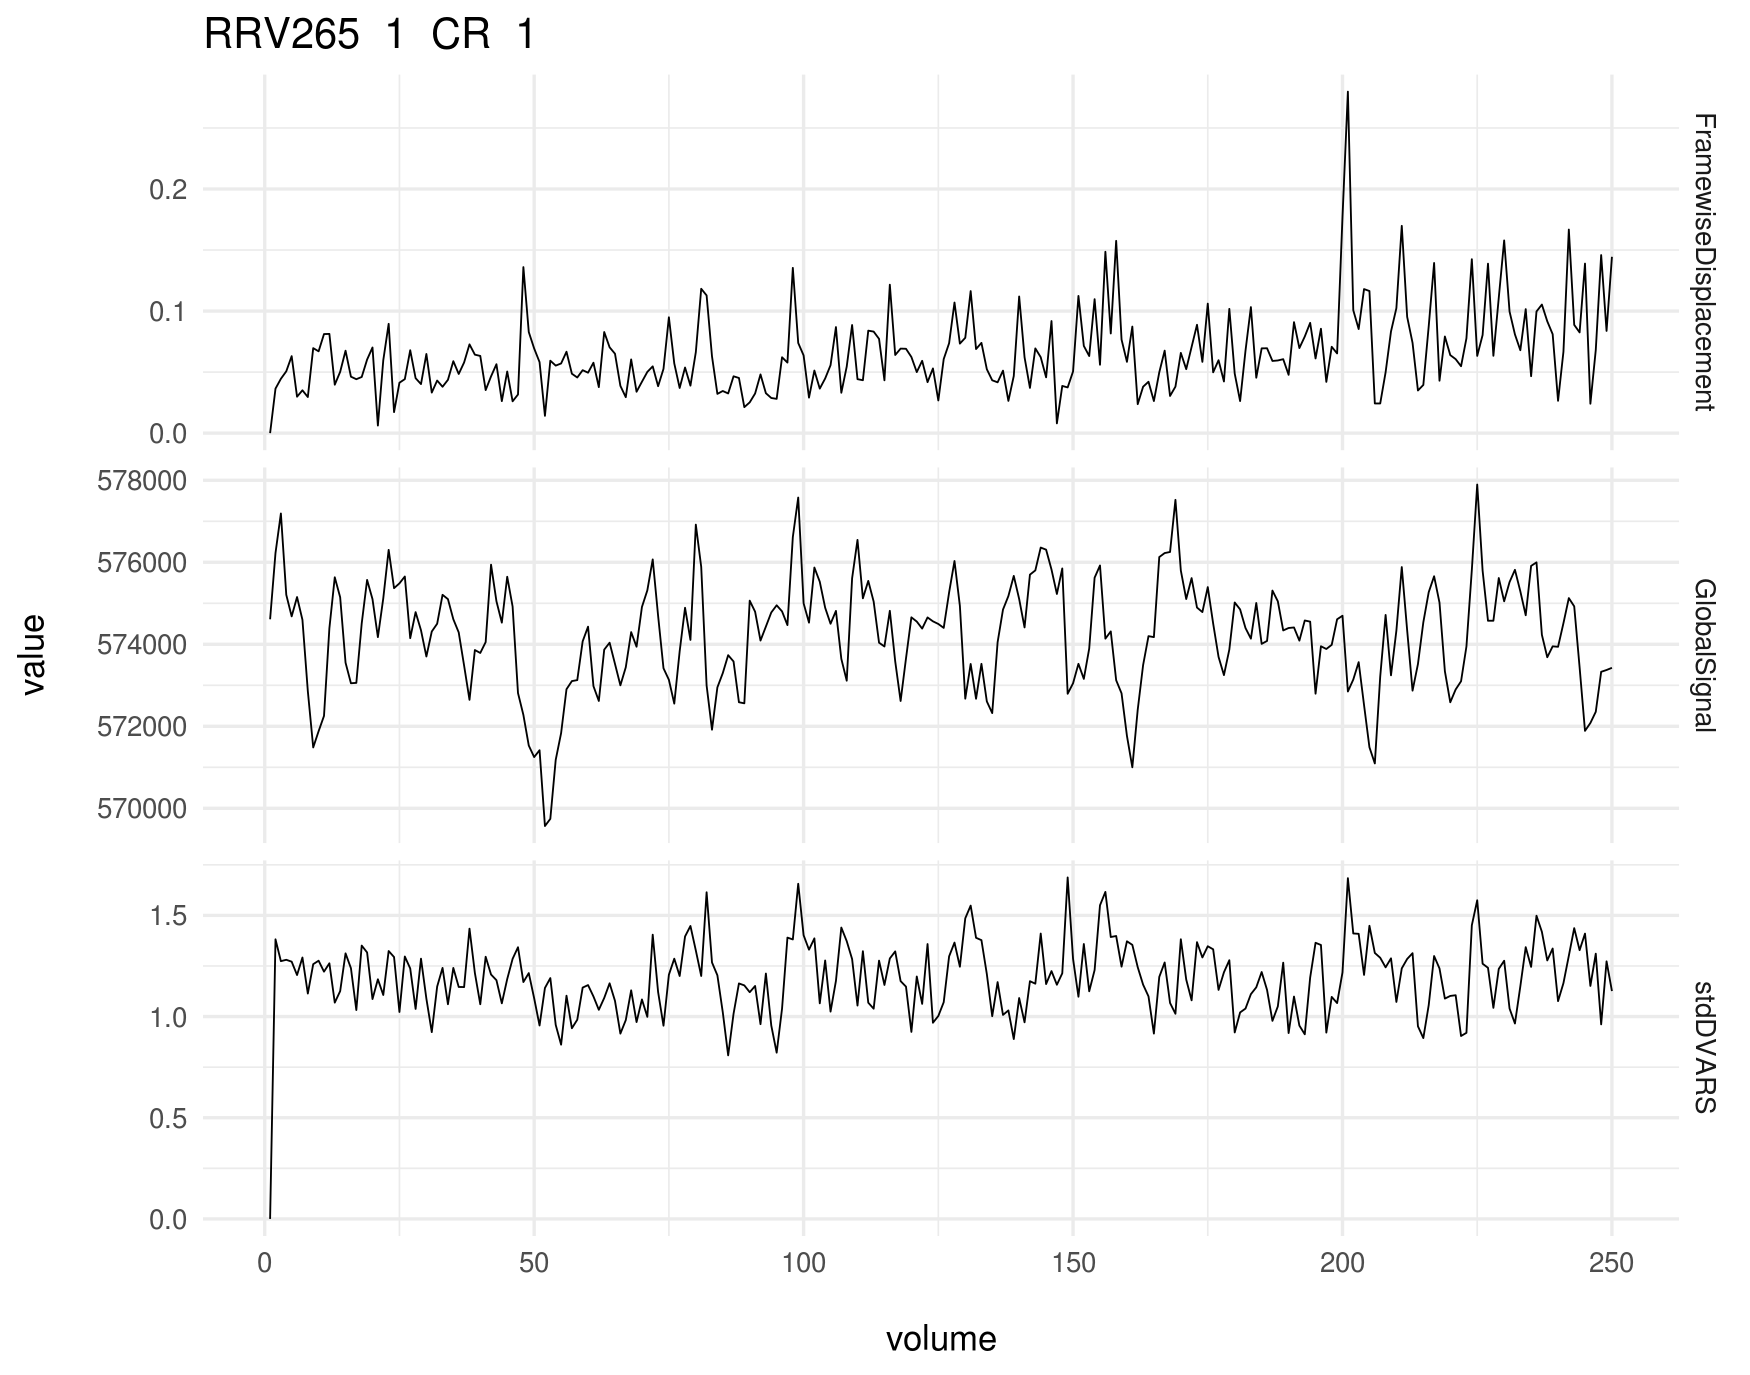 RRV265  1  CR  1
FramewiseDisplacement
0.2
0.1
0.0
GlobalSignal
578000
576000
574000
572000
570000
stdDVARS
1.5
1.0
0.5
0.0
value
0 50 100 150 200 250
volume